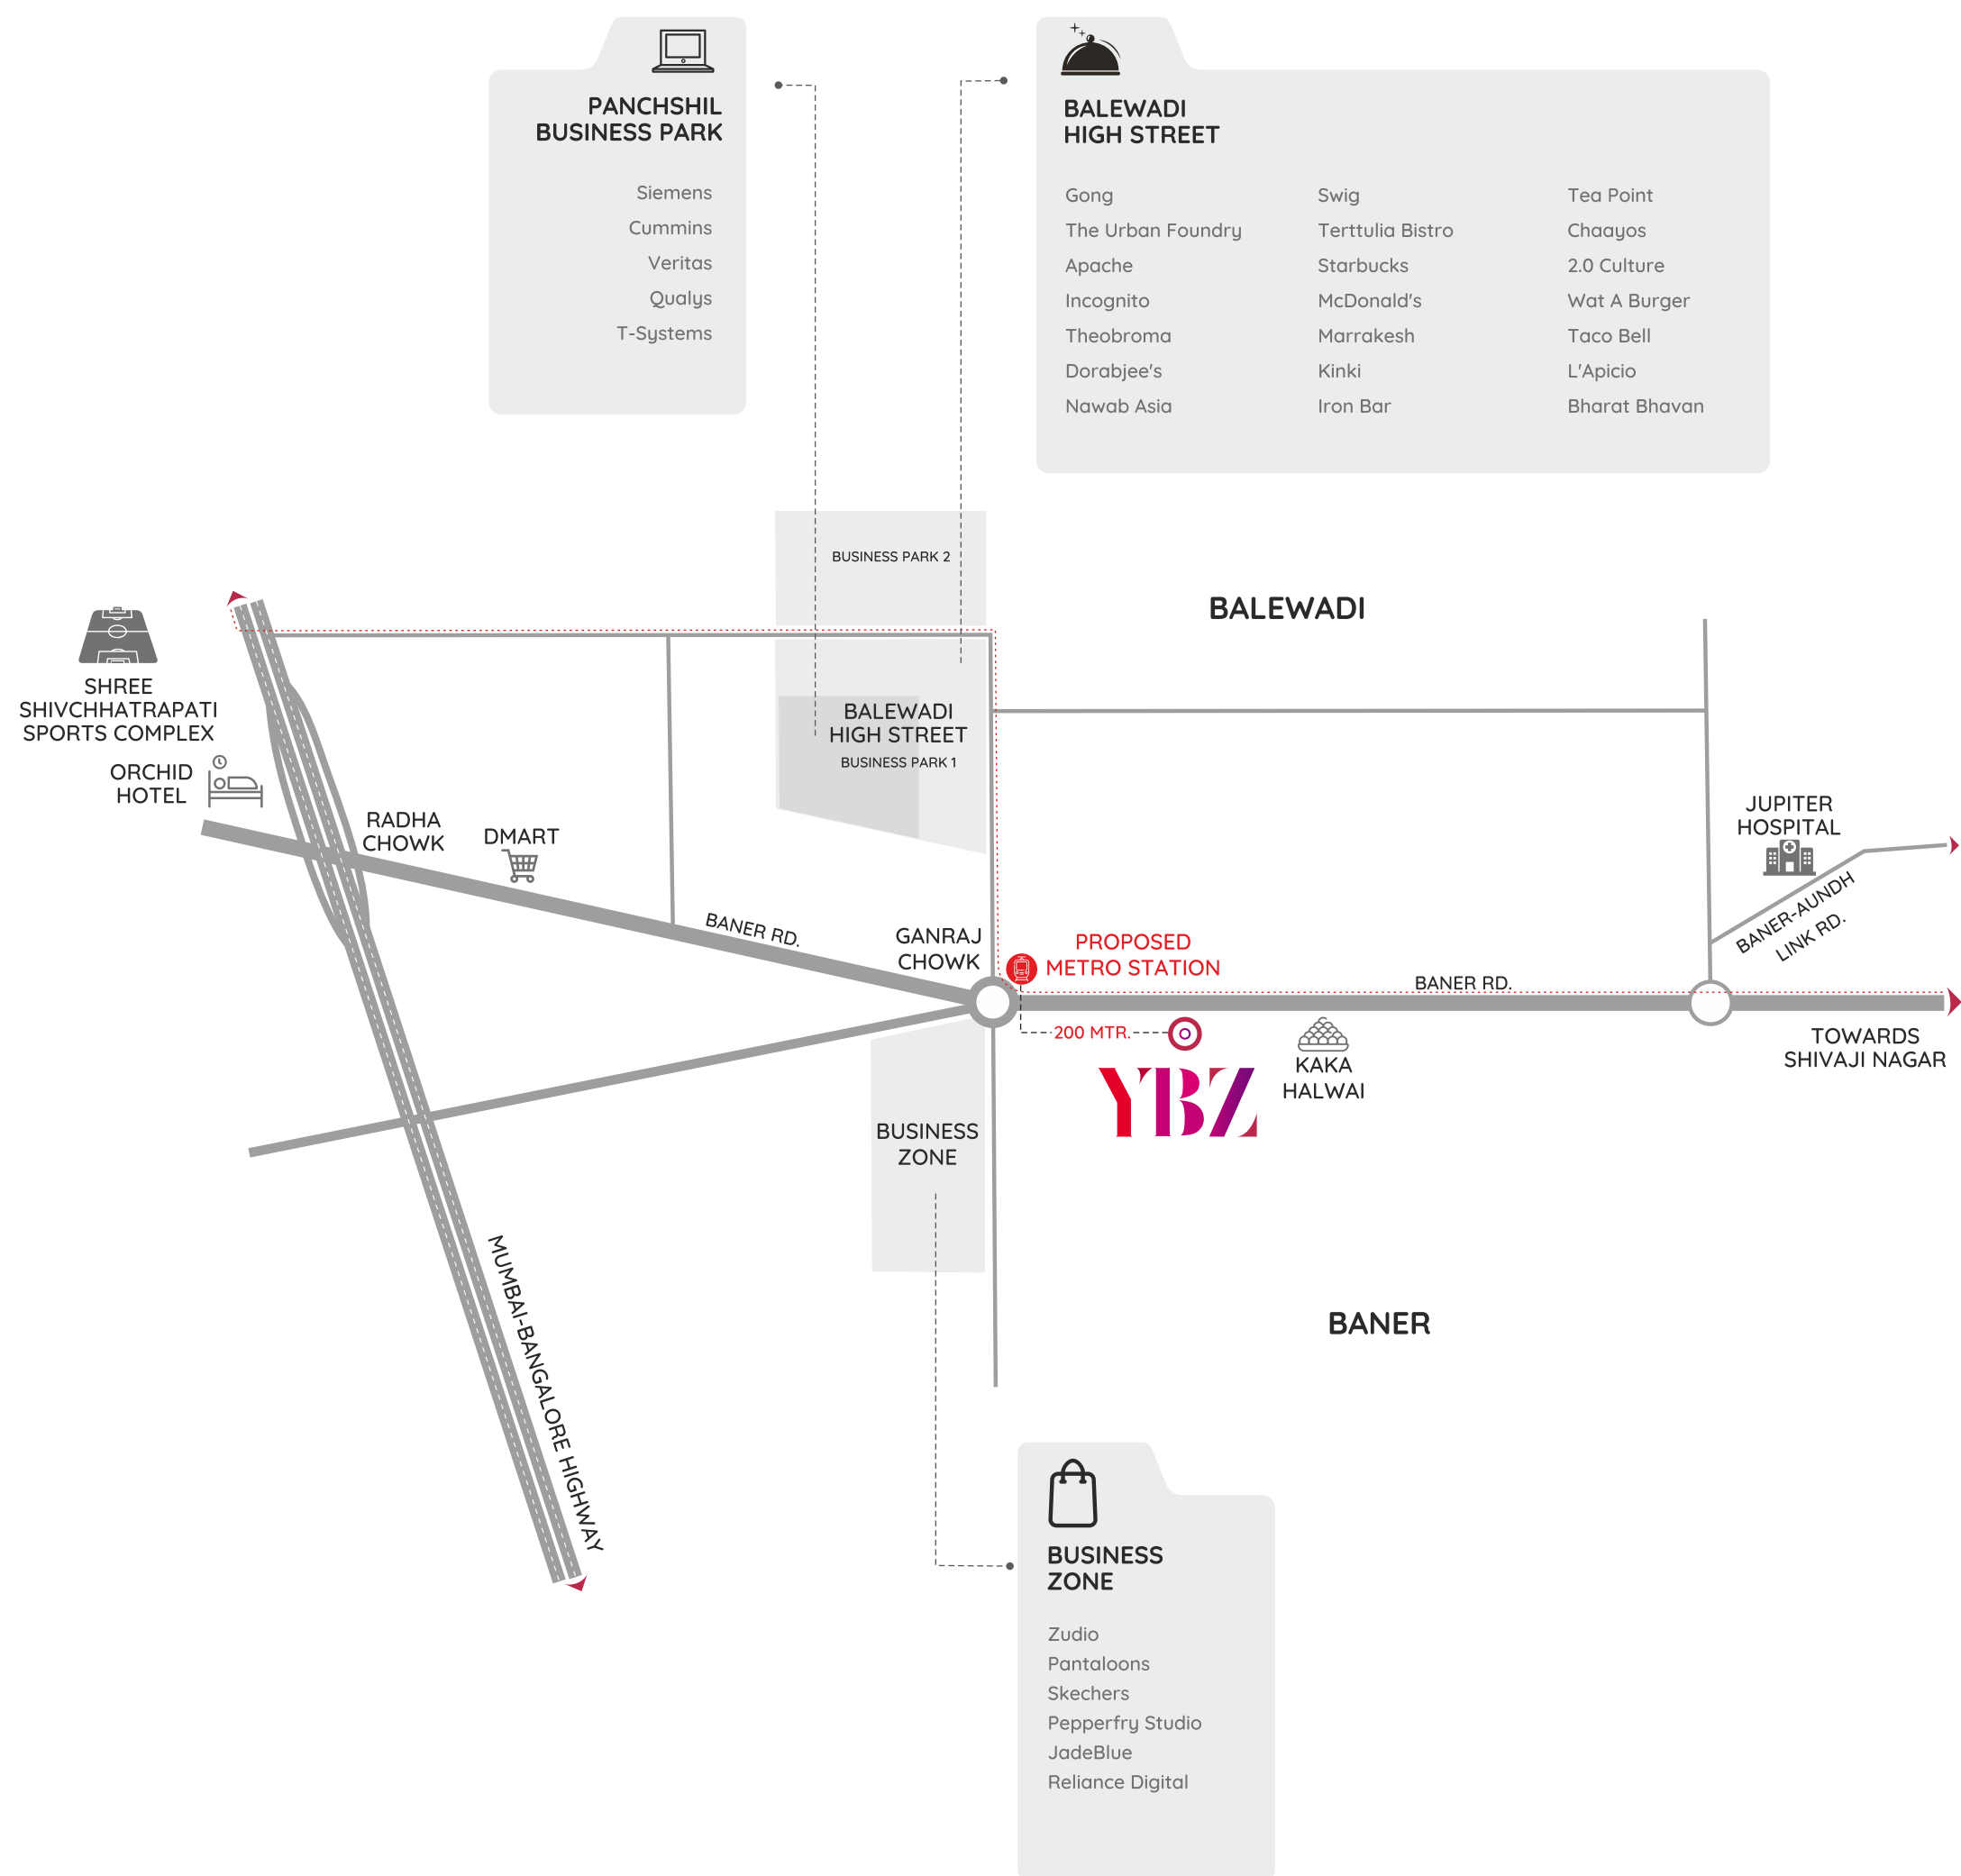 PANCHSHIL
BUSINESS PARK
Siemens
Cummins
Veritas
Qualys
T-Systems
BALEWADI
HIGH STREET
Gong
The Urban Foundry
Apache
Incognito
Theobroma
Dorabjee's
Nawab Asia
Swig
Terttulia Bistro
Starbucks
McDonald's
Marrakesh
Kinki
Iron Bar
Tea Point
Chaayos
2.0 Culture
Wat A Burger
Taco Bell
L'Apicio
Bharat Bhavan
BUSINESS PARK 2
BALEWADI
SHREE
SHIVCHHATRAPATI
SPORTS COMPLEX
ORCHID
HOTEL
BALEWADI
HIGH STREET
BUSINESS PARK 1
RADHA
CHOWK
DMART
JUPITER
HOSPITAL
BANER-AUNDH
LINK RD.
BANER RD.
GANRAJ
CHOWK
PROPOSED
METRO STATION
BANER RD.
200 MTR.
YBZ
KAKA
HALWAI
TOWARDS
SHIVAJI NAGAR
BUSINESS
ZONE
MUMBAI-BANGALORE HIGHWAY
BANER
BUSINESS
ZONE
Zudio
Pantaloons
Skechers
Pepperfry Studio
JadeBlue
Reliance Digital